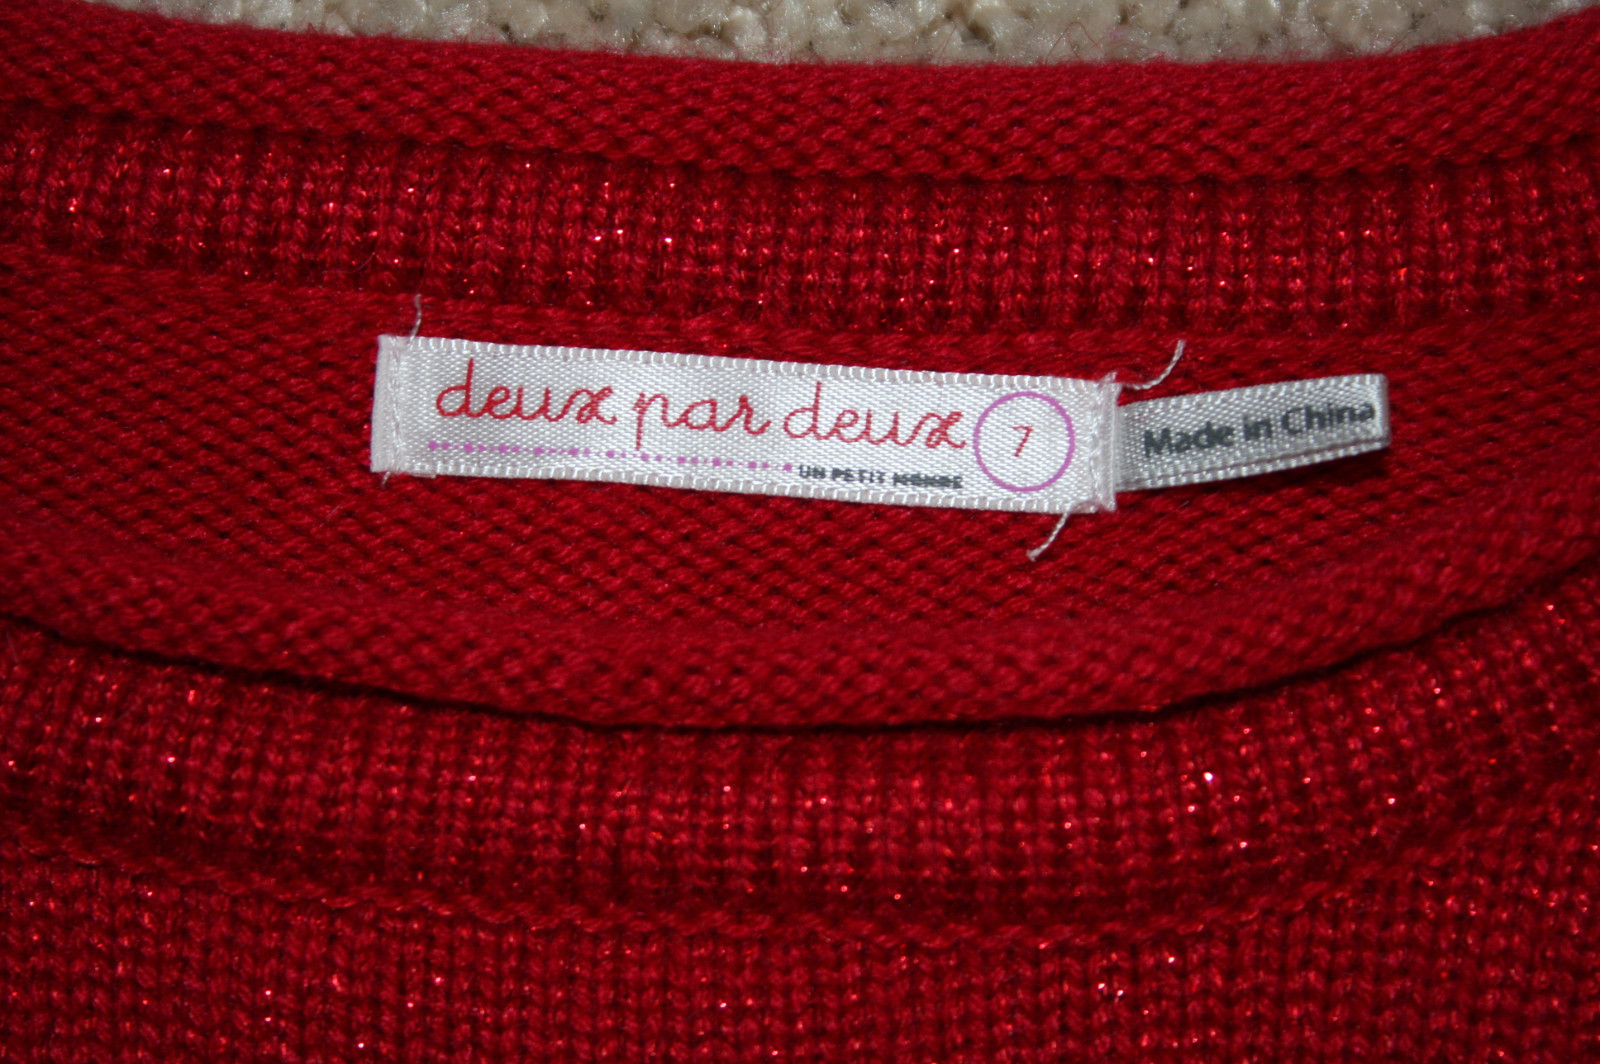 deux par deux
UN PETIT MONDE
7
Made in China